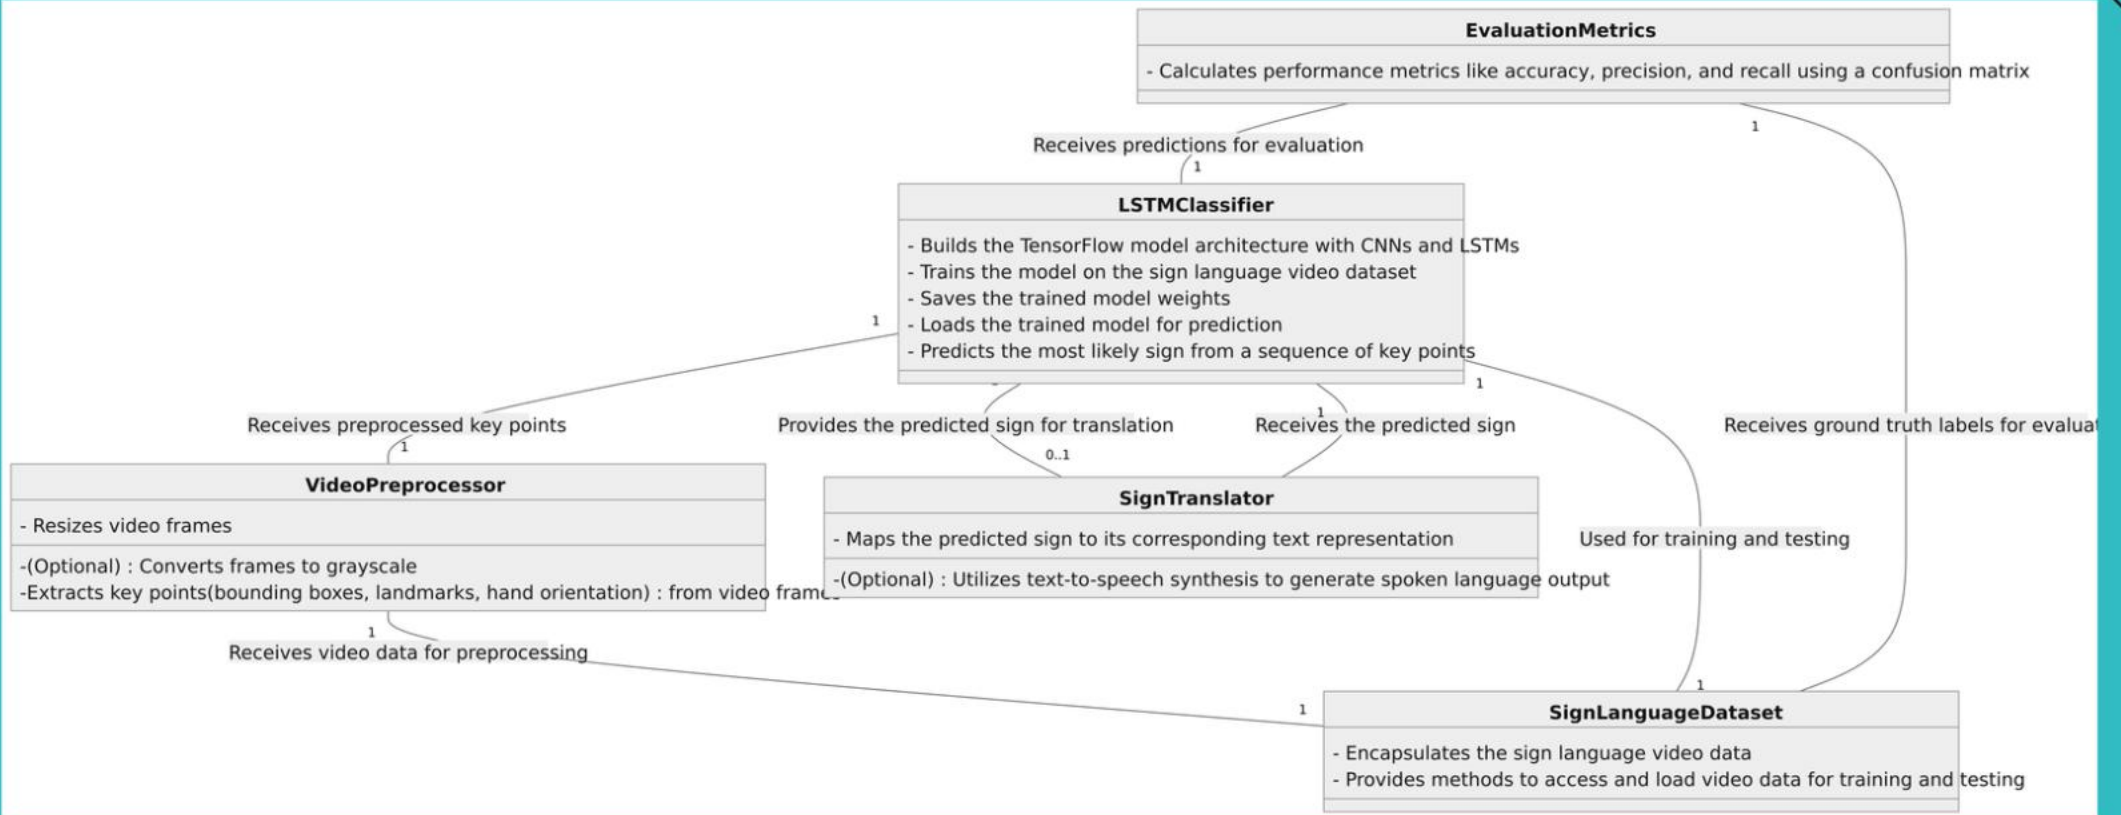 EvaluationMetrics
- Calculates performance metrics like accuracy, precision, and recall using a confusion matrix
1
Receives predictions for evaluation
1
LSTMClassifier
- Builds the TensorFlow model architecture with CNNs and LSTMs
- Trains the model on the sign language video dataset
- Saves the trained model weights
- Loads the trained model for prediction
- Predicts the most likely sign from a sequence of key points
1
1
1
Receives preprocessed key points
Provides the predicted sign for translation
Receives the predicted sign
Receives ground truth labels for
1
0..1
VideoPreprocessor
- Resizes video frames
-(Optional) : Converts frames to grayscale
-Extracts key points(bounding boxes, landmarks, hand orientation) : from video
SignTranslator
- Maps the predicted sign to its corresponding text representation
-(Optional) : Utilizes text-to-speech synthesis to generate spoken language output
Used for training and testing
1
Receives video data for preprocessing
1
1
SignLanguageDataset
- Encapsulates the sign language video data
- Provides methods to access and load video data for training and testing